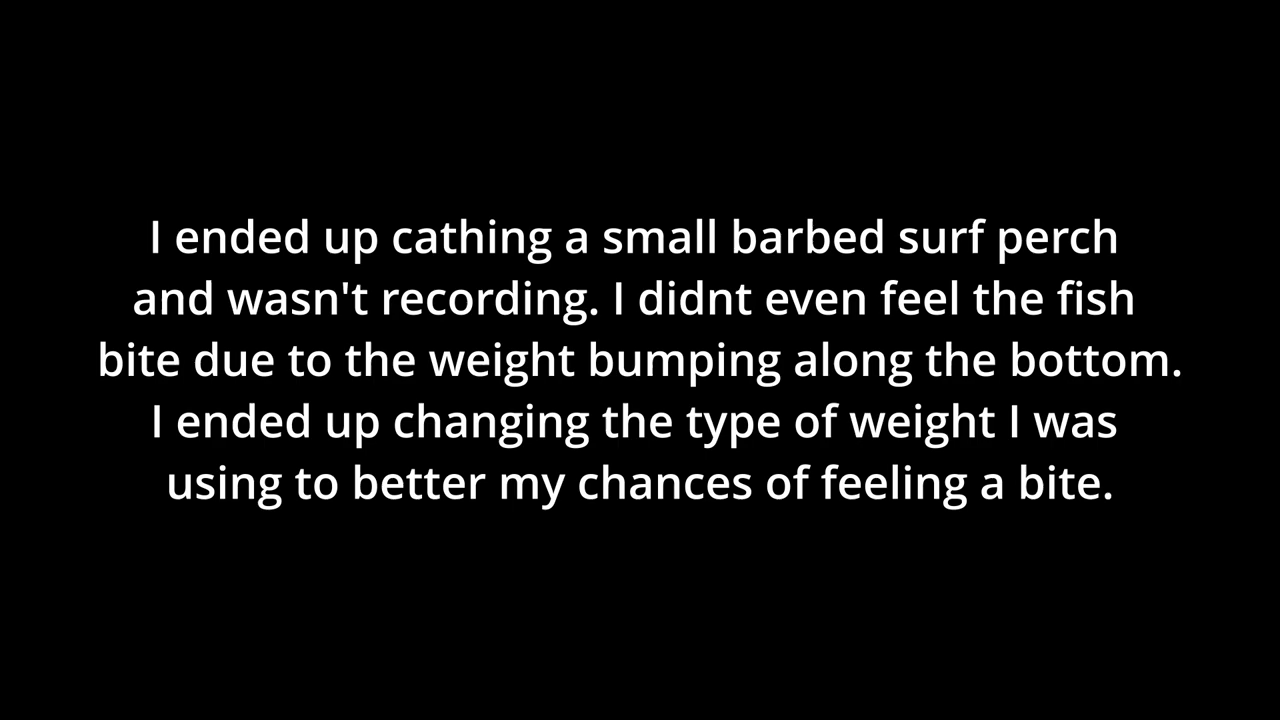 I ended up cathing a small barbed surf perch
and wasn't recording. I didnt even feel the fish
bite due to the weight bumping along the bottom.
I ended up changing the type of weight I was
using to better my chances of feeling a bite.